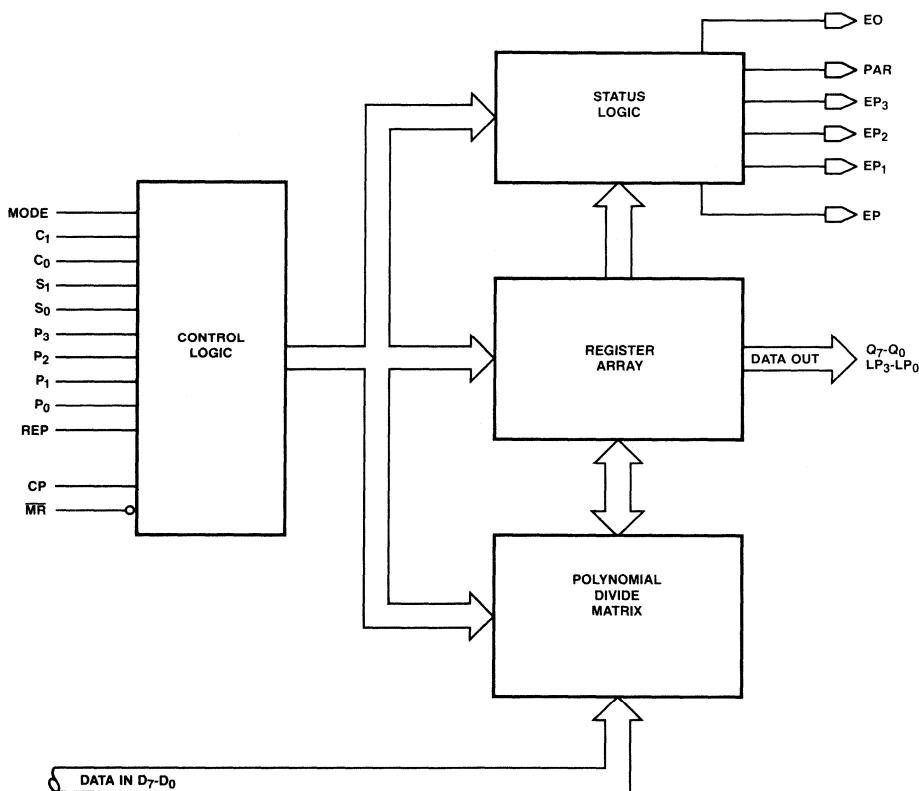 EO
PAR
EP3
EP2
EP1
EP
STATUS
LOGIC
MODE
C1
C0
S1
S0
P3
P2
P1
P0
REP
CP
MR
CONTROL
LOGIC
REGISTER
ARRAY
DATA OUT
Q7-Q0
LP3-LP0
POLYNOMIAL
DIVIDE
MATRIX
DATA IN D7-D0